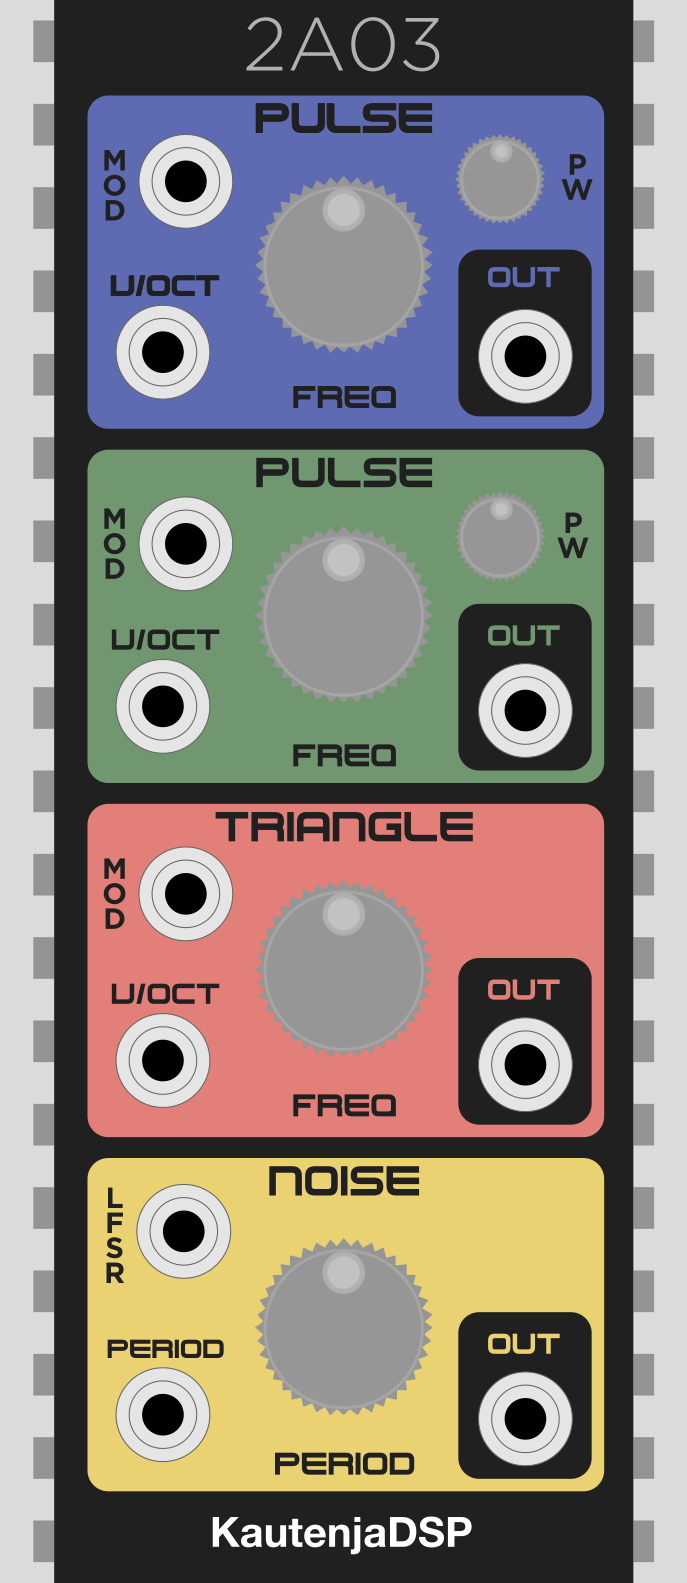 2A03
PULSE
MOD
PW
V/OCT
OUT
FREQ
PULSE
MOD
PW
V/OCT
OUT
FREQ
TRIANGLE
MOD
V/OCT
OUT
FREQ
NOISE
LFSR
PERIOD
OUT
PERIOD
KautenjaDSP